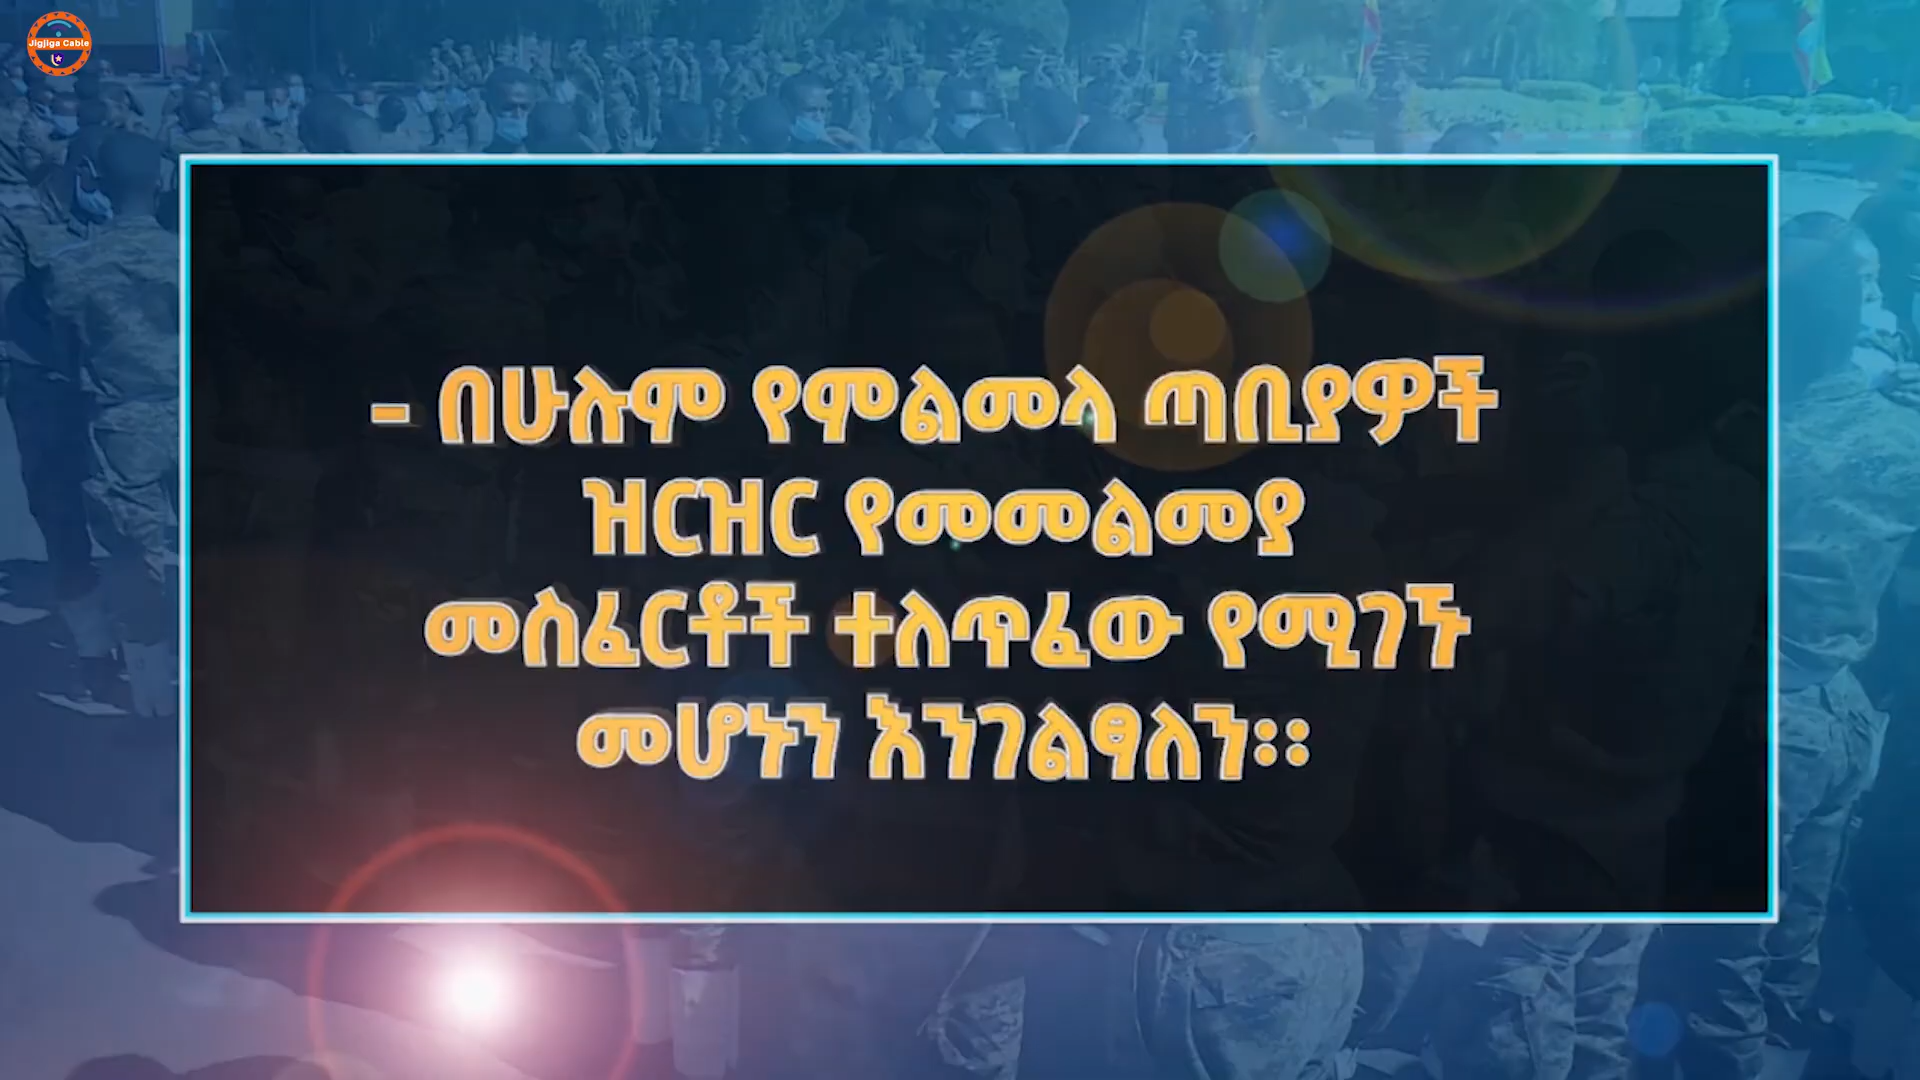 Jigjiga Cable
- በሁሉም የምልመላ ጣቢያዎች
ዝርዝር የመመልመያ
መስፈርቶች ተለጥፈው የሚገኙ
መሆኑን እንገልፃለን፡፡